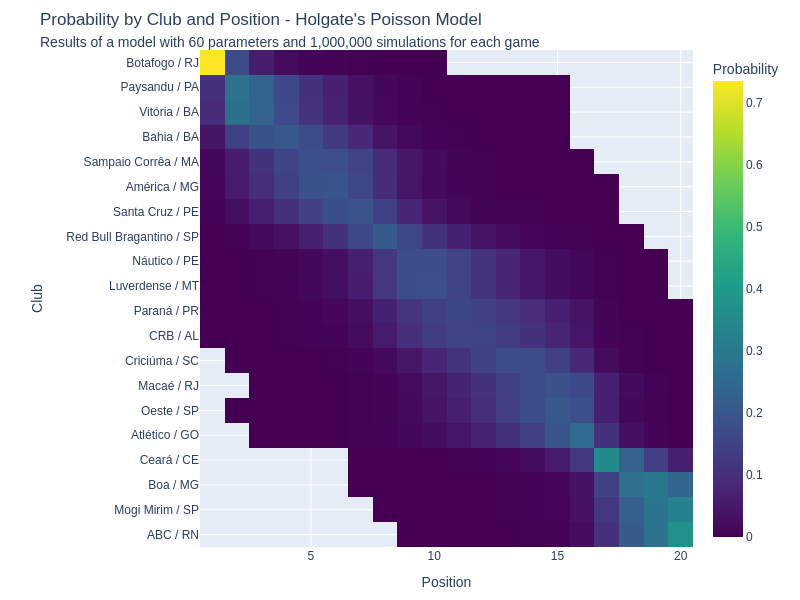 Probability by Club and Position - Holgate's Poisson Model
Results of a model with 60 parameters and 1,000,000 simulations for each game
Botafogo / RJ
Paysandu / PA
Vitória / BA
Bahia / BA
Sampaio Corrêa / MA
América / MG
Santa Cruz / PE
Red Bull Bragantino / SP
Náutico / PE
Luverdense / MT
Paraná / PR
CRB / AL
Criciúma / SC
Macaé / RJ
Oeste / SP
Atlético / GO
Ceará / CE
Boa / MG
Mogi Mirim / SP
ABC / RN
Club
5
10
15
20
Position
Probability
0.7
0.6
0.5
0.4
0.3
0.2
0.1
0